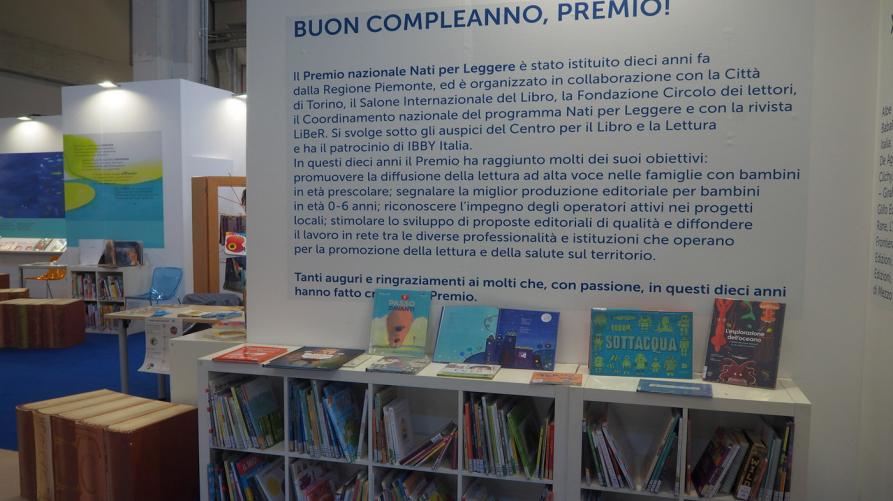 BUON COMPLEANNO, PREMIO!
Il Premio nazionale Nati per Leggere è stato istituito dieci anni fa
dalla Regione Piemonte, ed è organizzato in collaborazione con la Città
di Torino, il Salone Internazionale del Libro, la Fondazione Circolo dei lettori,
il Coordinamento nazionale del programma Nati per Leggere e con la rivista
LiBeR. Si svolge sotto gli auspici del Centro per il Libro e la Lettura
e ha il patrocinio di IBBY Italia.
In questi dieci anni il Premio ha raggiunto molti dei suoi obiettivi:
promuovere la diffusione della lettura ad alta voce nelle famiglie con bambini
in età prescolare; segnalare la miglior produzione editoriale per bambini
in età 0-6 anni; riconoscere l'impegno degli operatori attivi nei progetti
locali; stimolare lo sviluppo di proposte editoriali di qualità e diffondere
il lavoro in rete tra le diverse professionalità e istituzioni che operano
per la promozione della lettura e della salute sul territorio.
Tanti auguri e ringraziamenti ai molti che, con passione, in questi dieci anni
hanno fatto Premio.
PASSO
DAVANTI
SOTTACQUA
L'esplorazione
dell'oceano